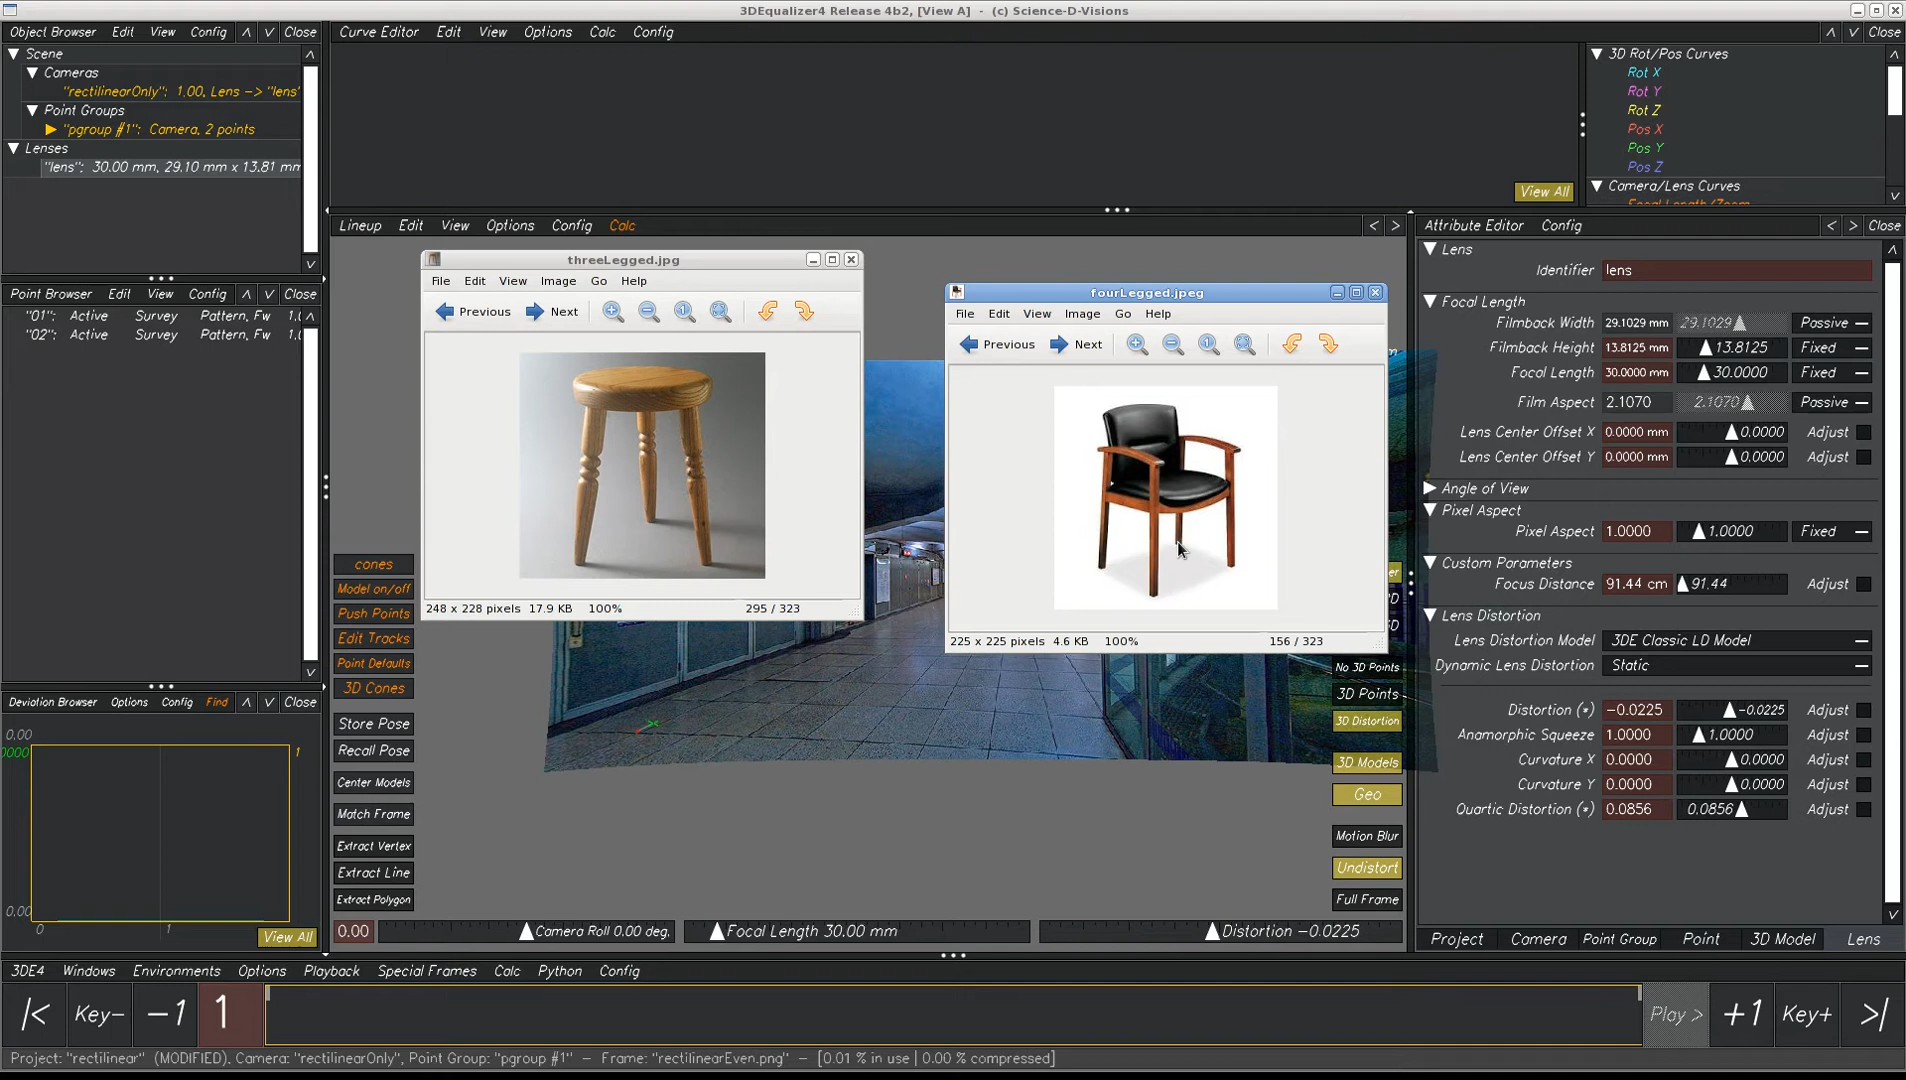 3DEqualizer4 Release 4b2, [View A]  -  (c) Science-D-Visions
Object Browser Edit View Config Close
Scene
Cameras
"rectilinearOnly":  1.00, Lens -> "lens"
Point Groups
"pgroup #1":  Camera, 2 points
Lenses
"lens":  30.00 mm, 29.10 mm x 13.81 mm
Curve Editor Edit View Options Calc Config Close
View All
3D Rot/Pos Curves
Rot X
Rot Y
Rot Z
Pos X
Pos Y
Pos Z
Camera/Lens Curves
Focal Length/Zoom
Point Browser Edit View Config Close
"01": Active Survey Pattern, Fw
"02": Active Survey Pattern, Fw
Deviation Browser Options Config Find Close
0.00
1
0.00
0 1
View All
Lineup Edit View Options Config Calc < >
threeLegged.jpg
File Edit View Image Go Help
Previous Next
248 x 228 pixels 17.9 KB 100% 295 / 323
fourLegged.jpeg
File Edit View Image Go Help
Previous Next
225 x 225 pixels 4.6 KB 100% 156 / 323
cones
Model on/off
Push Points
Edit Tracks
Point Defaults
3D Cones
Store Pose
Recall Pose
Center Models
Match Frame
Extract Vertex
Extract Line
Extract Polygon
No 3D Points
3D Points
3D Distortion
3D Models
Geo
Motion Blur
Undistort
Full Frame
0.00 Camera Roll 0.00 deg. Focal Length 30.00 mm Distortion -0.0225
Attribute Editor Config < > Close
Lens
Identifier lens
Focal Length
Filmback Width 29.1029 mm 29.1029 Passive
Filmback Height 13.8125 mm 13.8125 Fixed
Focal Length 30.0000 mm 30.0000 Fixed
Film Aspect 2.1070 2.1070 Passive
Lens Center Offset X 0.0000 mm 0.0000 Adjust
Lens Center Offset Y 0.0000 mm 0.0000 Adjust
Angle of View
Pixel Aspect
Pixel Aspect 1.0000 1.0000 Fixed
Custom Parameters
Focus Distance 91.44 cm 91.44 Adjust
Lens Distortion
Lens Distortion Model 3DE Classic LD Model
Dynamic Lens Distortion Static
Distortion (*) -0.0225 -0.0225 Adjust
Anamorphic Squeeze 1.0000 1.0000 Adjust
Curvature X 0.0000 0.0000 Adjust
Curvature Y 0.0000 0.0000 Adjust
Quartic Distortion (*) 0.0856 0.0856 Adjust
Project Camera Point Group Point 3D Model Lens
3DE4 Windows Environments Options Playback Special Frames Calc Python Config
|< Key- -1 1 Play > +1 Key+ >|
Project: "rectilinear"  (MODIFIED), Camera: "rectilinearOnly", Point Group: "pgroup #1"  -  Frame: "rectilinearEven.png"  -  [0.01 % in use | 0.00 % compressed]